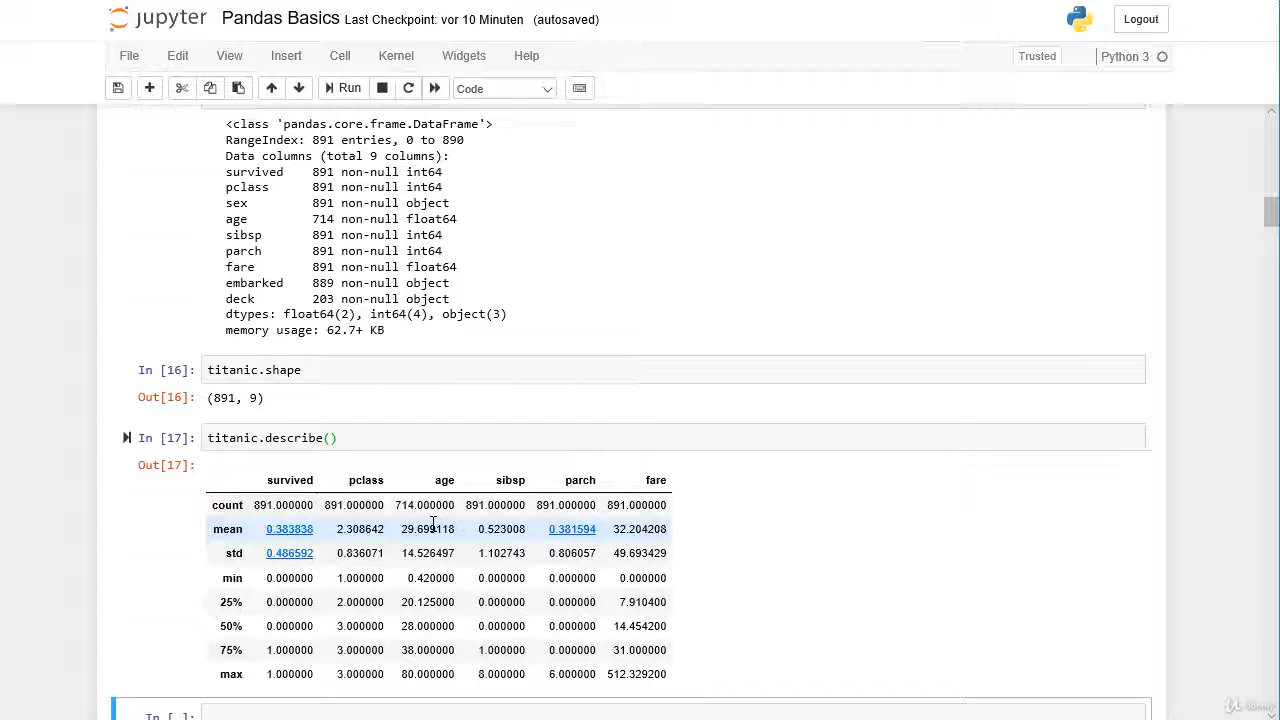 jupyter Pandas Basics Last Checkpoint: vor 10 Minuten (autosaved) Logout
File Edit View Insert Cell Kernel Widgets Help Trusted Python 3
Run Code
<class 'pandas.core.frame.DataFrame'>
RangeIndex: 891 entries, 0 to 890
Data columns (total 9 columns):
survived 891 non-null int64
pclass 891 non-null int64
sex 891 non-null object
age 714 non-null float64
sibsp 891 non-null int64
parch 891 non-null int64
fare 891 non-null float64
embarked 889 non-null object
deck 203 non-null object
dtypes: float64(2), int64(4), object(3)
memory usage: 62.7+ KB
In [16]: titanic.shape
Out[16]: (891, 9)
In [17]: titanic.describe()
Out[17]:
survived pclass age sibsp parch fare
count 891.000000 891.000000 714.000000 891.000000 891.000000 891.000000
mean 0.383838 2.308642 29.699118 0.523008 0.381594 32.204208
std 0.486592 0.836071 14.526497 1.102743 0.806057 49.693429
min 0.000000 1.000000 0.420000 0.000000 0.000000 0.000000
25% 0.000000 2.000000 20.125000 0.000000 0.000000 7.910400
50% 0.000000 3.000000 28.000000 0.000000 0.000000 14.454200
75% 1.000000 3.000000 38.000000 1.000000 0.000000 31.000000
max 1.000000 3.000000 80.000000 8.000000 6.000000 512.329200
In [ ]:
Udemy